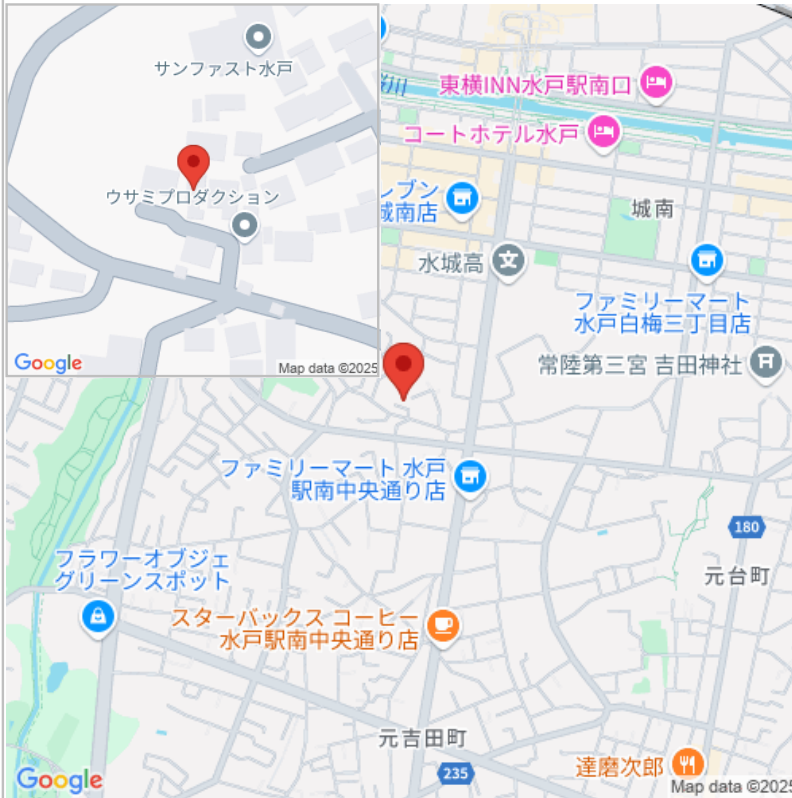 サンファスト水戸
ウサミプロダクション
Google
Map data ©2025
東横INN水戸駅南口
コートホテル水戸
レブン
城南店
城南
水城高
文
ファミリーマート
水戸白梅三丁目店
常陸第三宮 吉田神社
ファミリーマート 水戸
駅南中央通り店
180
フラワーオブジェ
グリーンスポット
元台町
スターバックス コーヒー
水戸駅南中央通り店
元吉田町
235
達磨次郎
Google
Map data ©2025